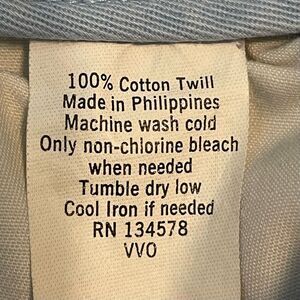 100% Cotton Twill
Made in Philippines
Machine wash cold
Only non-chlorine bleach
when needed
Tumble dry low
Cool Iron if needed
RN 134578
VVO